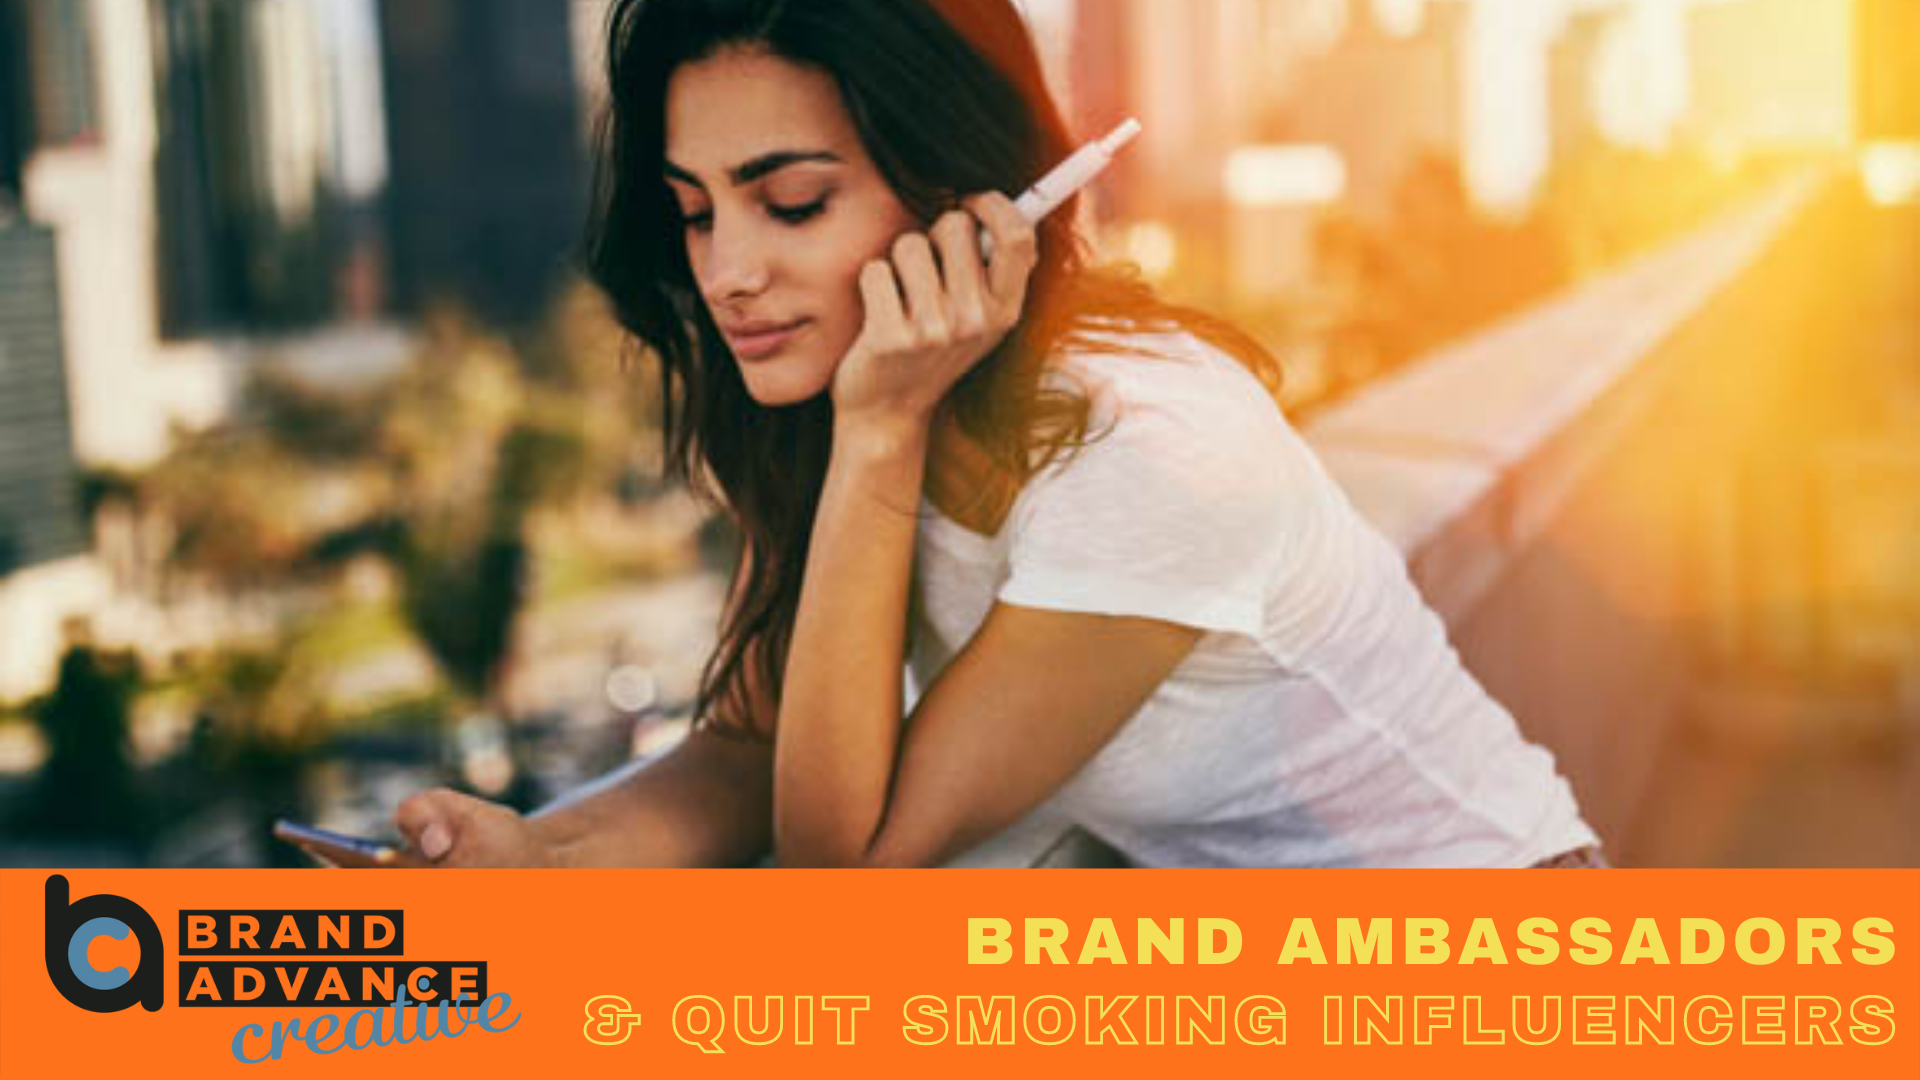 BRAND
ADVANCE
creative
BRAND AMBASSADORS
& QUIT SMOKING INFLUENCERS